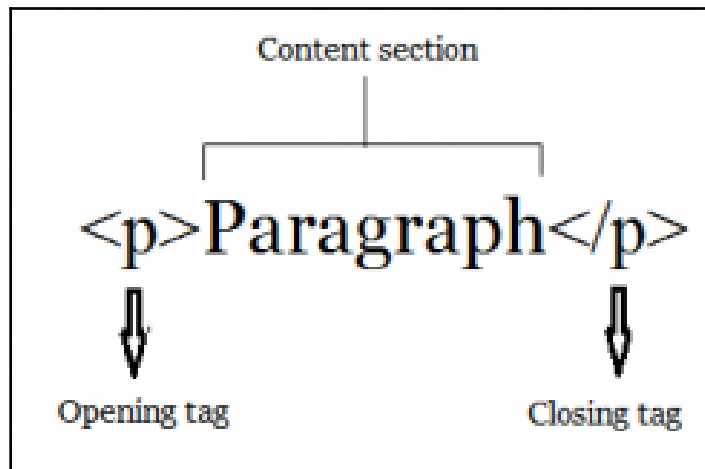 Content section
<p>Paragraph</p>
Opening tag
Closing tag